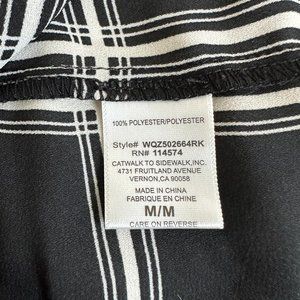 100% POLYESTER/POLYESTER
Style# WQZ502664RK
RN# 114574
CATWALK TO SIDEWALK,INC.
4731 FRUITLAND AVENUE
VERNON,CA 90058
MADE IN CHINA
FABRIQUE EN CHINE
M/M
CARE ON REVERSE